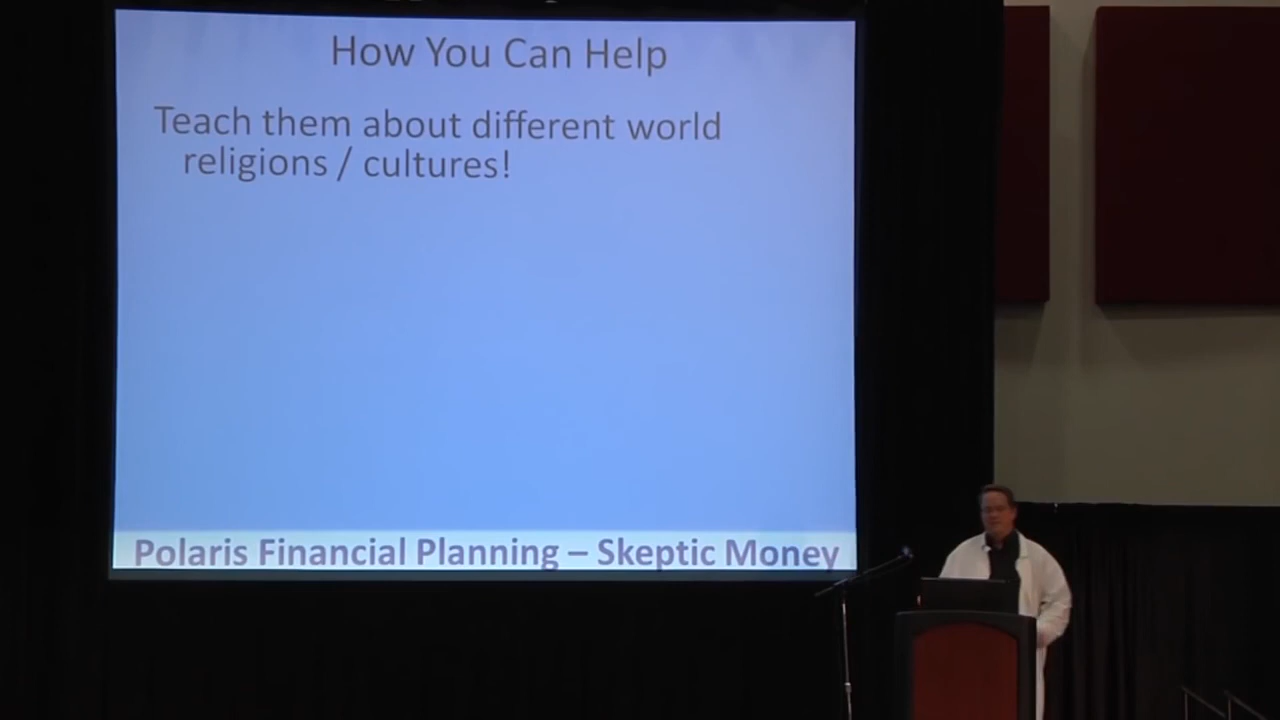 How You Can Help
Teach them about different world
religions / cultures!
Polaris Financial Planning – Skeptic Money